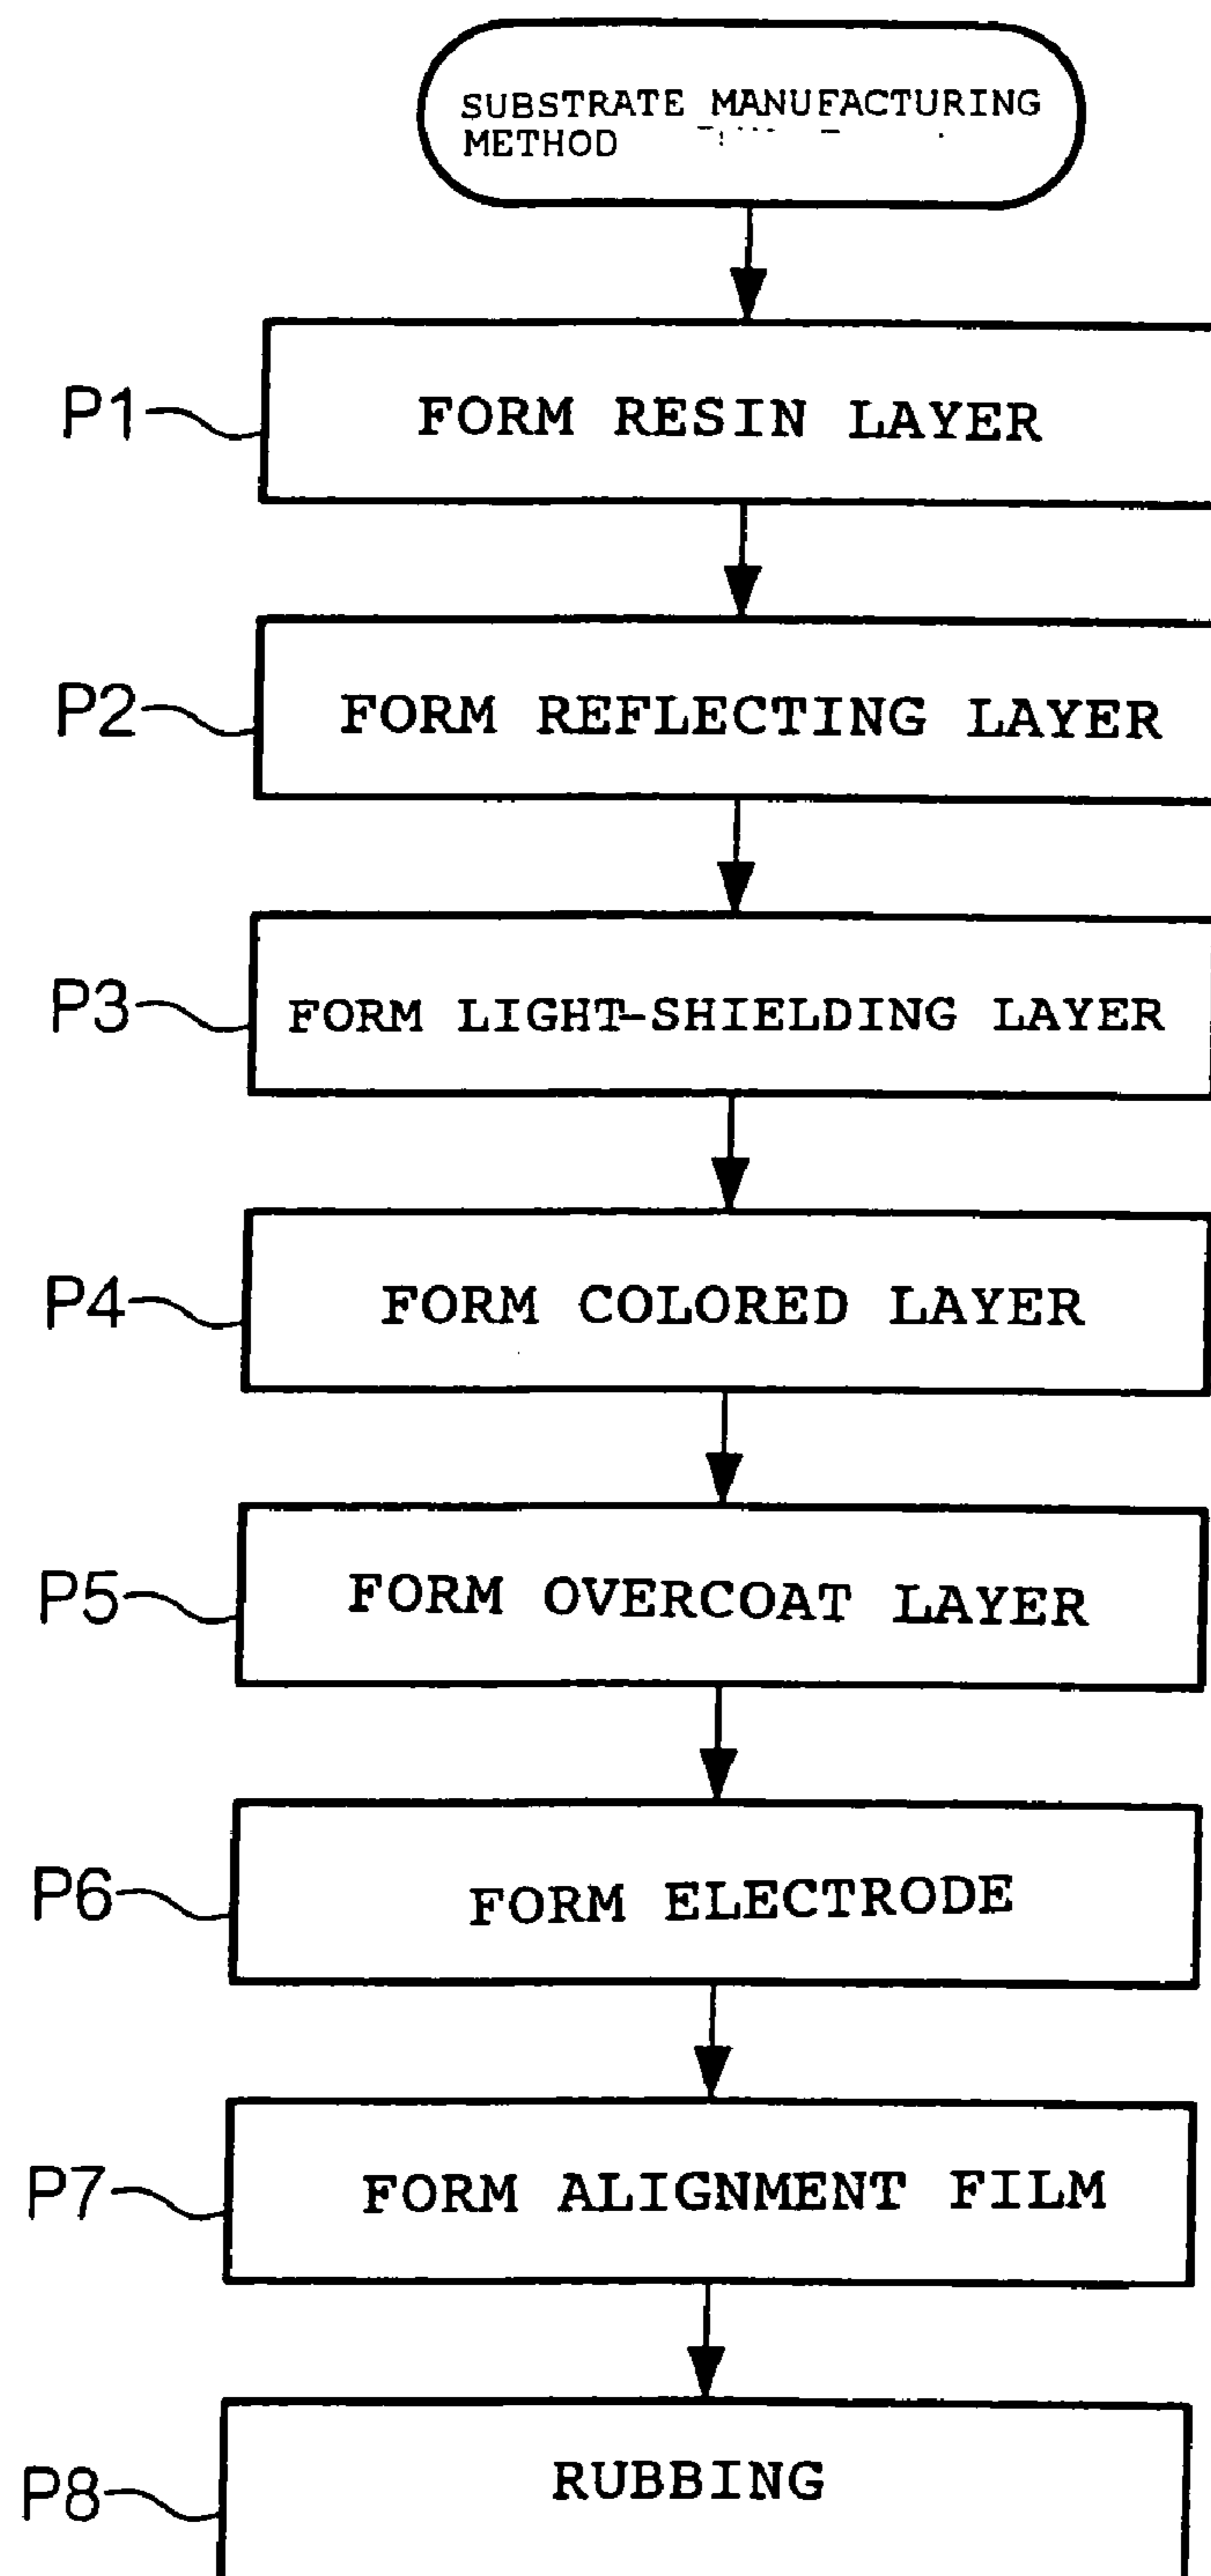 SUBSTRATE MANUFACTURING
METHOD
P1
FORM RESIN LAYER
P2
FORM REFLECTING LAYER
P3
FORM LIGHT-SHIELDING LAYER
P4
FORM COLORED LAYER
P5
FORM OVERCOAT LAYER
P6
FORM ELECTRODE
P7
FORM ALIGNMENT FILM
P8
RUBBING